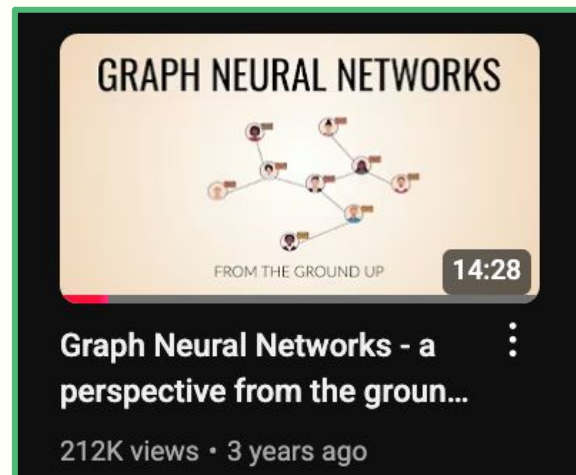 GRAPH NEURAL NETWORKS
FROM THE GROUND UP
14:28
Graph Neural Networks - a
perspective from the groun...
212K views • 3 years ago